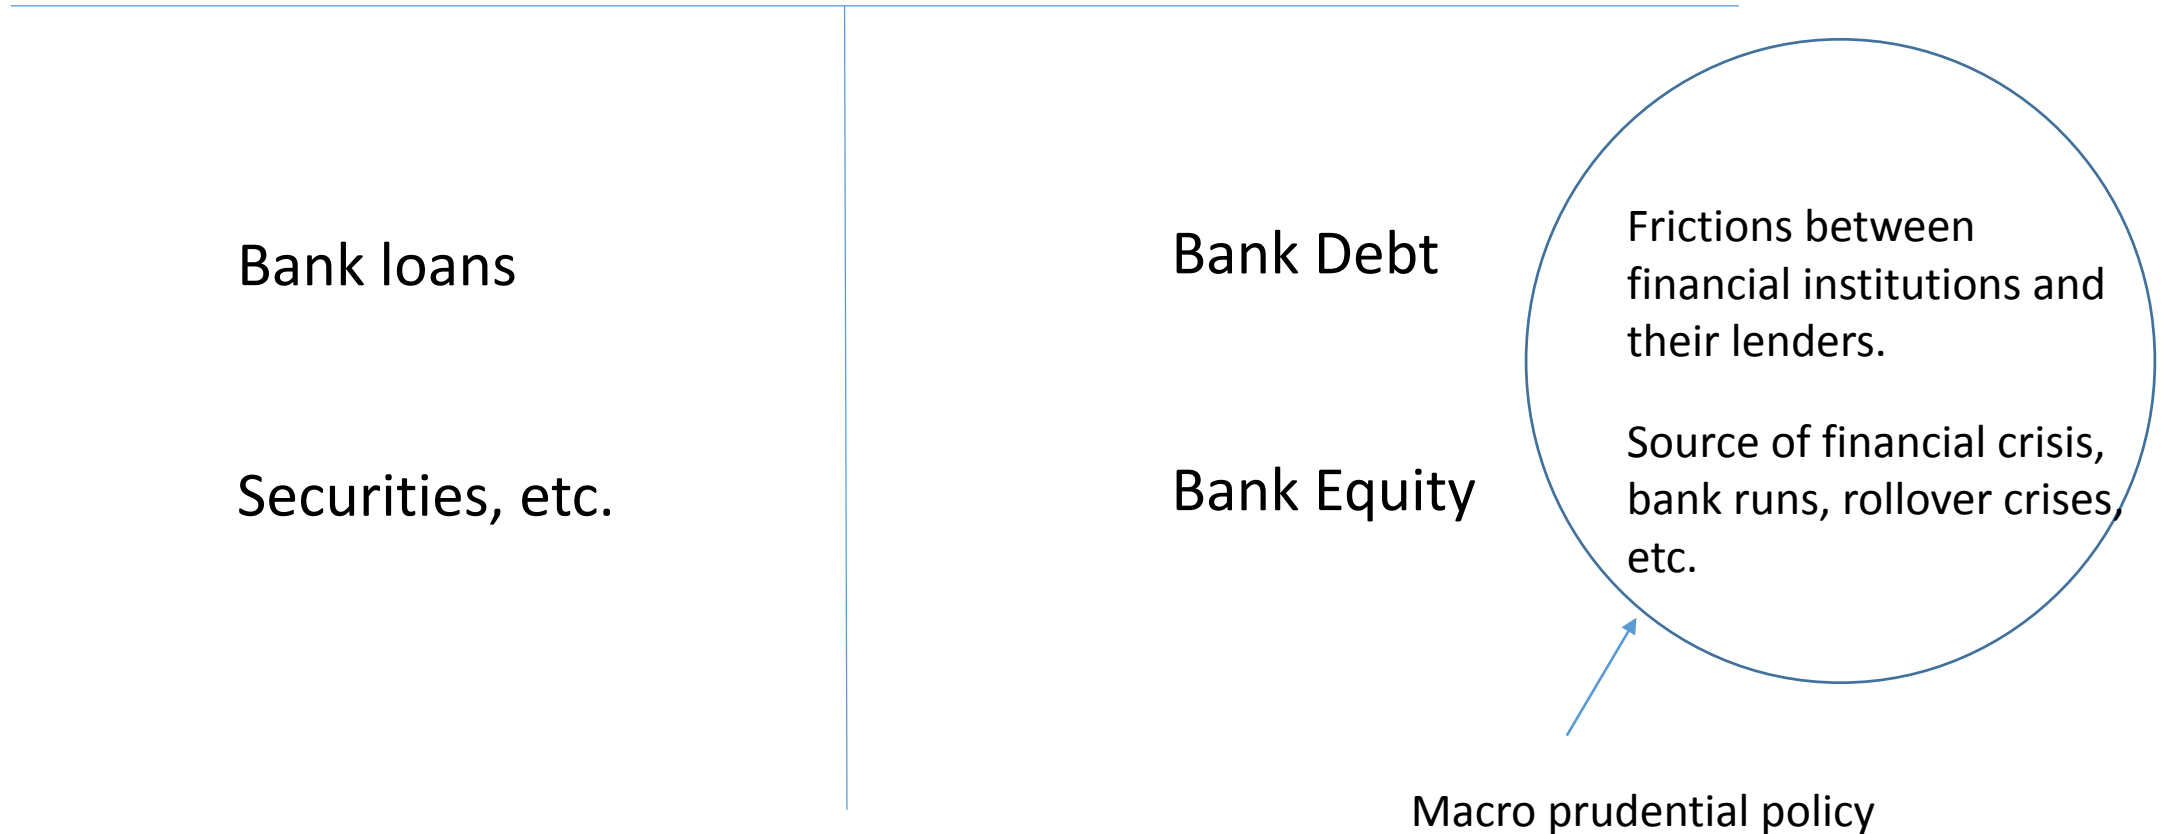 Bank loans
Securities, etc.
Bank Debt
Bank Equity
Frictions between
financial institutions and
their lenders.
Source of financial crisis,
bank runs, rollover crises,
etc.
Macro prudential policy